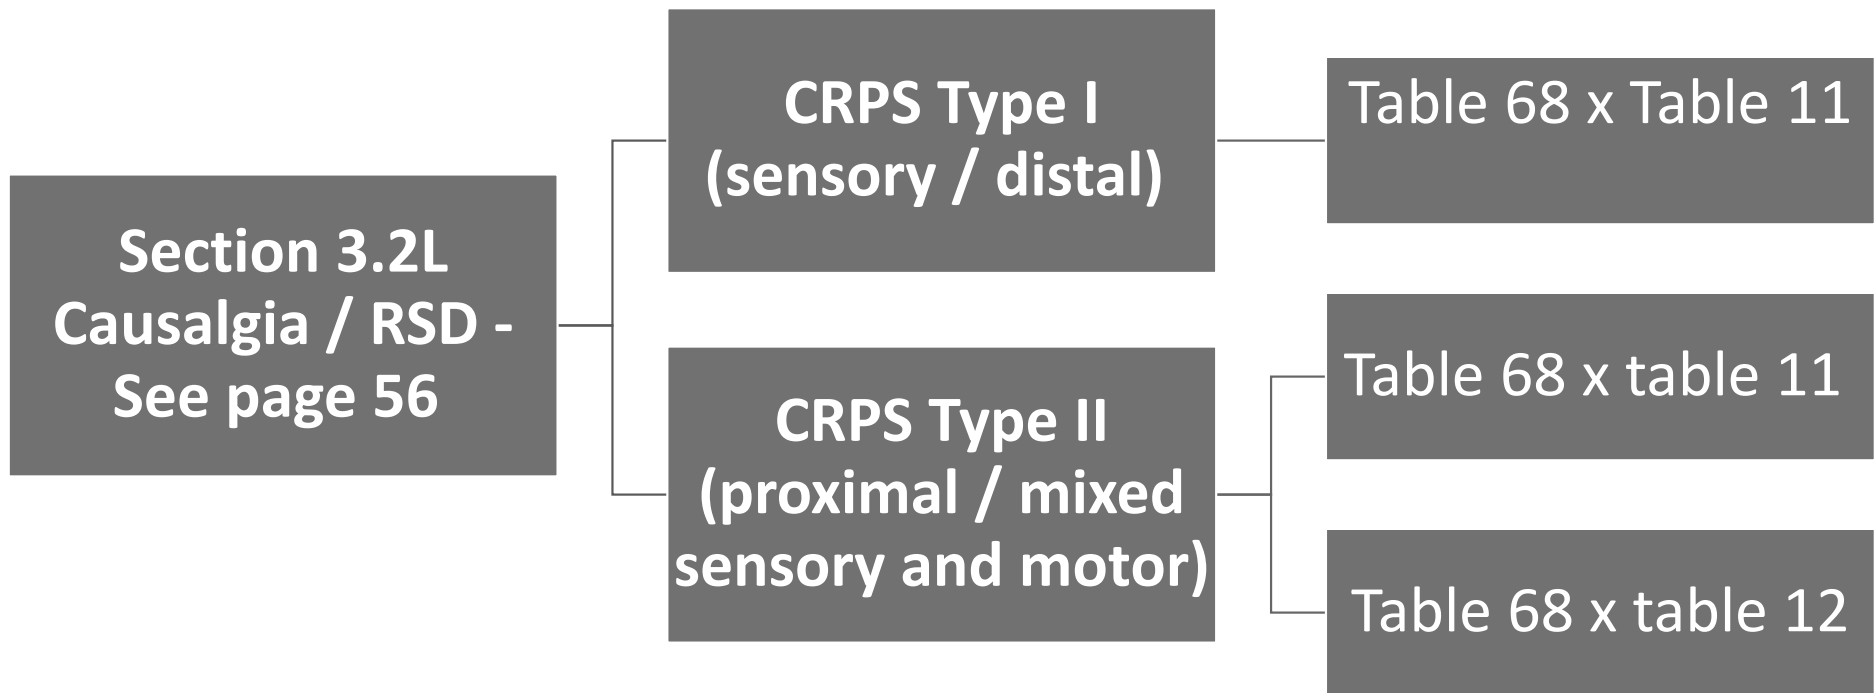 Section 3.2L
Causalgia / RSD -
See page 56
CRPS Type I
(sensory / distal)
Table 68 x Table 11
CRPS Type II
(proximal / mixed
sensory and motor)
Table 68 x table 11
Table 68 x table 12